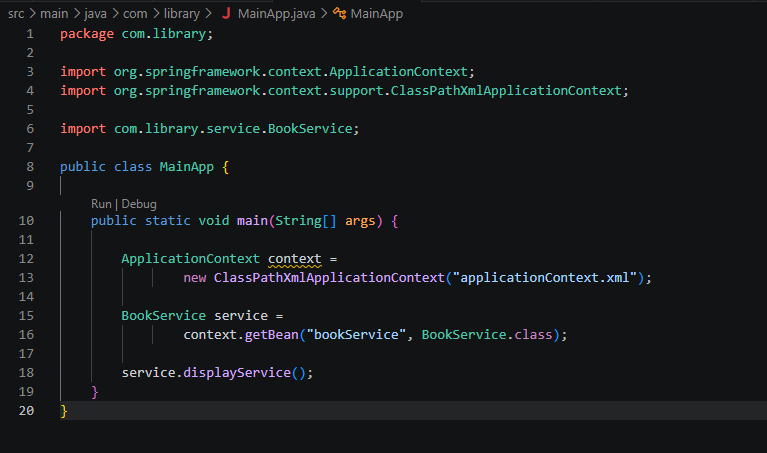 src > main > java > com > library > J MainApp.java > MainApp
1 package com.library;
2
3 import org.springframework.context.ApplicationContext;
4 import org.springframework.context.support.ClassPathXmlApplicationContext;
5
6 import com.library.service.BookService;
7
8 public class MainApp {
9
Run | Debug
10     public static void main(String[] args) {
11
12         ApplicationContext context =
13                 new ClassPathXmlApplicationContext("applicationContext.xml");
14
15         BookService service =
16                 context.getBean("bookService", BookService.class);
17
18         service.displayService();
19     }
20 }